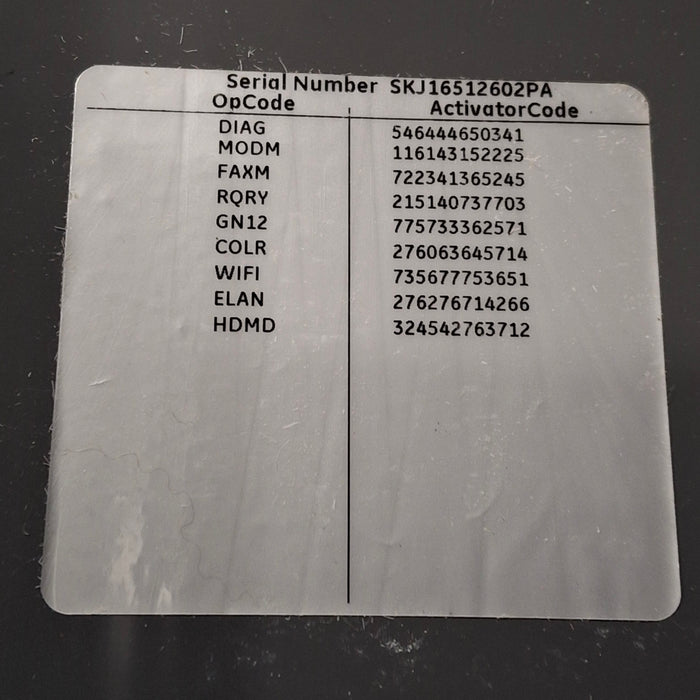 Serial Number SKJ16512602PA
OpCode ActivatorCode
DIAG 546444650341
MODM 116143152225
FAXM 722341365245
RQRY 215140737703
GN12 775733362571
COLR 276063645714
WIFI 735677753651
ELAN 276276714266
HDMD 324542763712